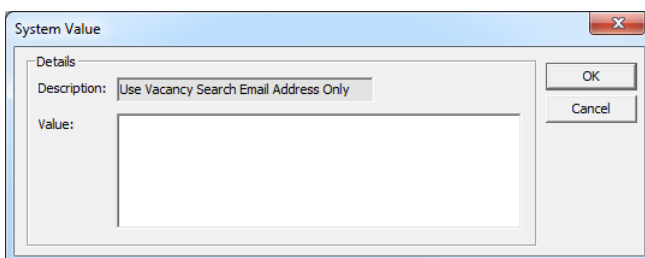 System Value
Details
Description: Use Vacancy Search Email Address Only
Value:
OK
Cancel